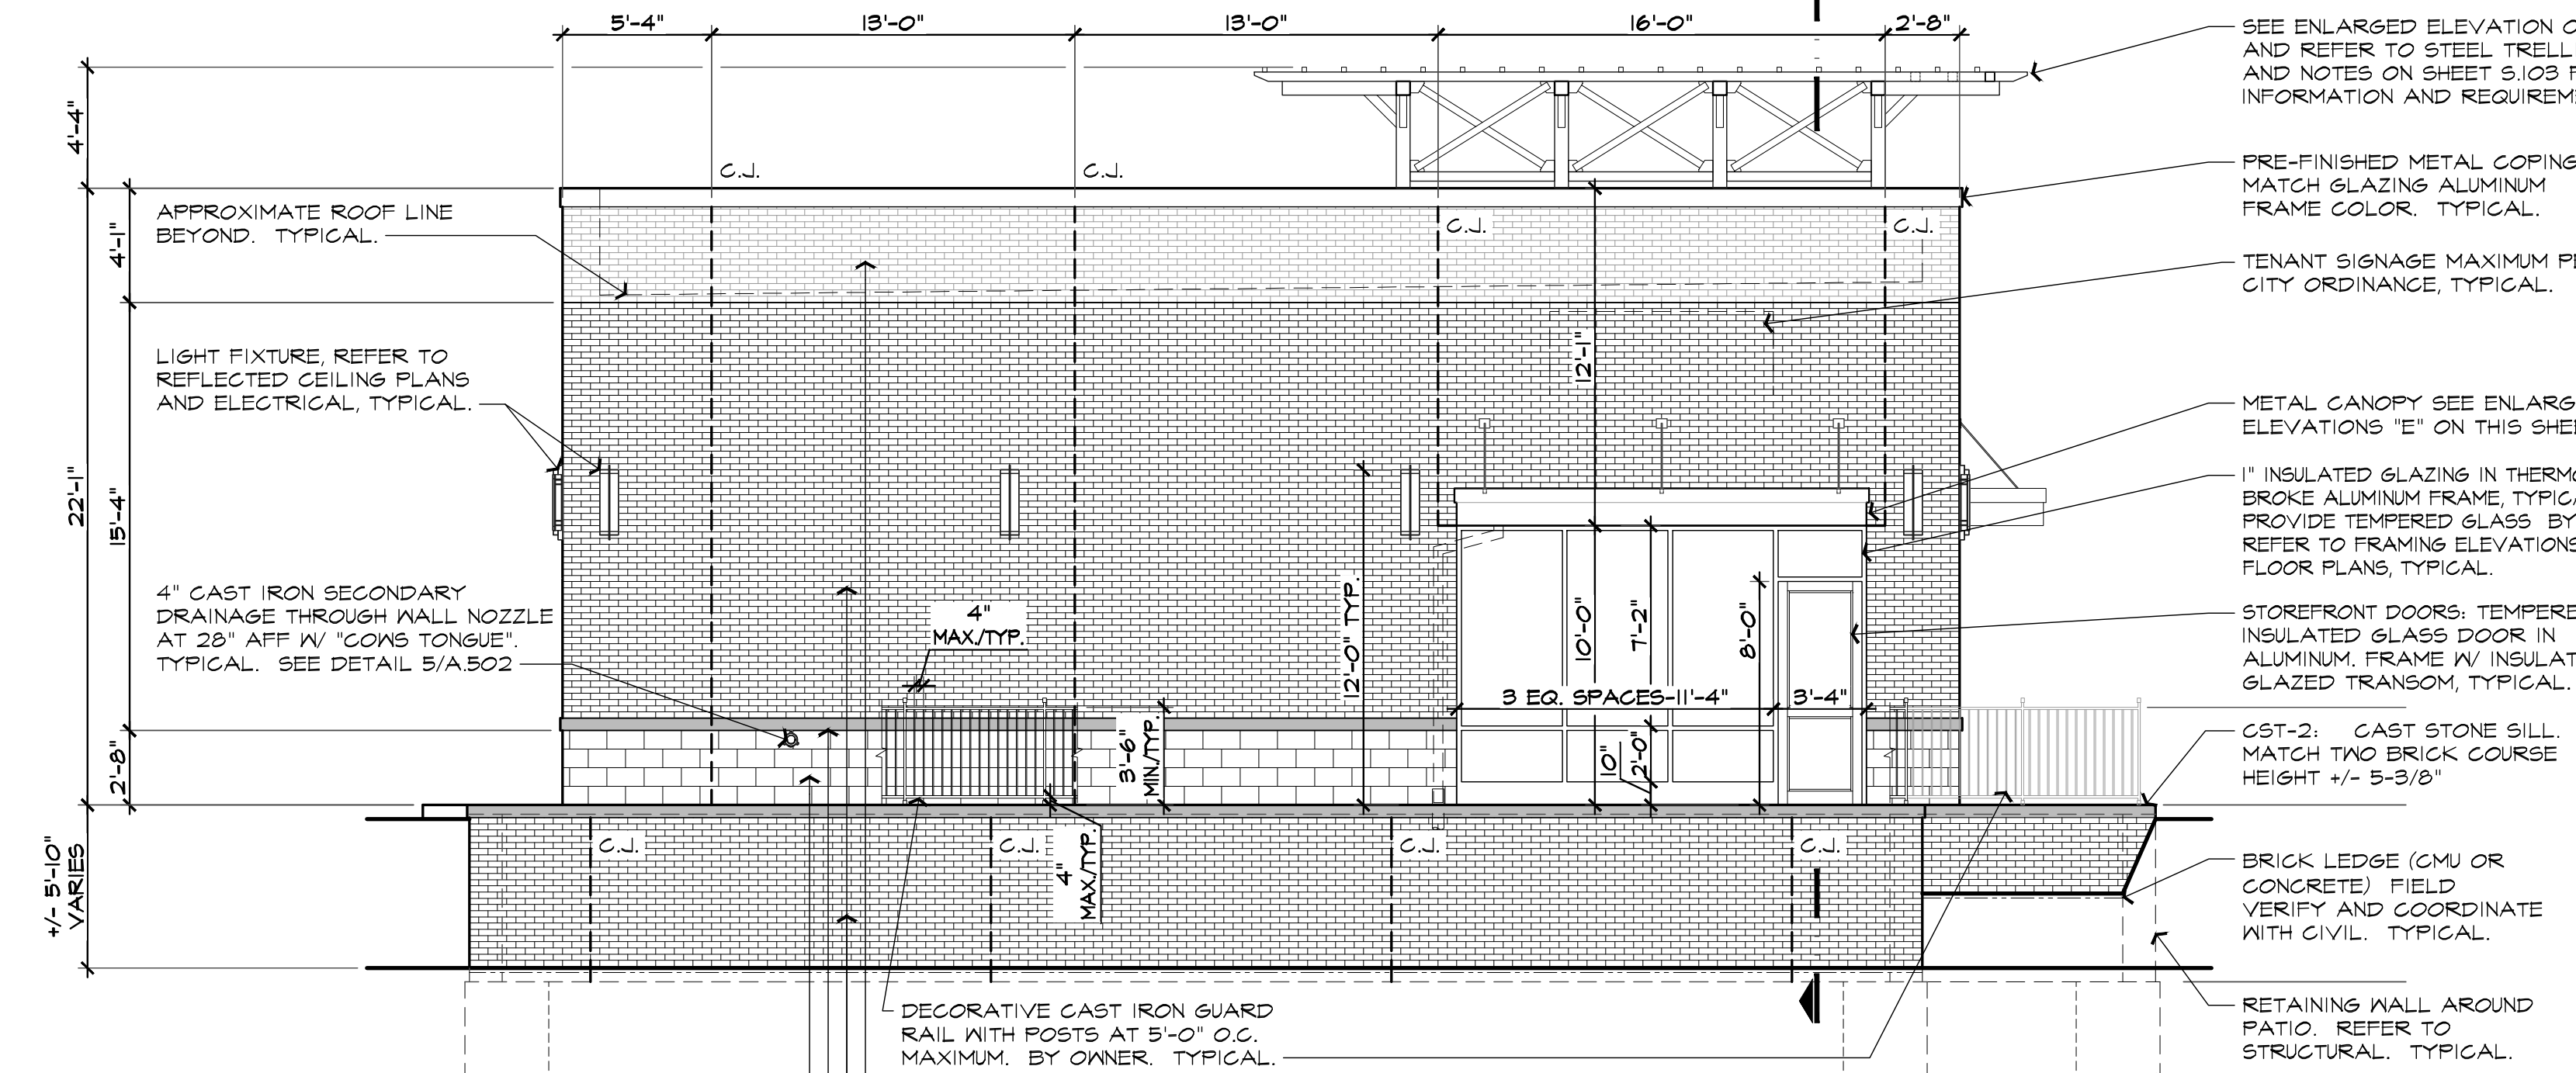 5'-4"
13'-0"
13'-0"
16'-0"
2'-8"
4'-4"
22'-1"
+/- 5'-10"
VARIES
4'-1"
15'-4"
2'-8"
C.J.
C.J.
C.J.
C.J.
APPROXIMATE ROOF LINE
BEYOND. TYPICAL.
LIGHT FIXTURE, REFER TO
REFLECTED CEILING PLANS
AND ELECTRICAL, TYPICAL.
4" CAST IRON SECONDARY
DRAINAGE THROUGH WALL NOZZLE
AT 28" AFF W/ "COWS TONGUE".
TYPICAL. SEE DETAIL 5/A.502
4"
MAX./TYP.
3'-6"
MIN./TYP.
12'-0" TYP.
12'-1"
10'-0"
7'-2"
8'-0"
3 EQ. SPACES-11'-4"
3'-4"
10"
2'-0"
C.J.
C.J.
C.J.
C.J.
4"
MAX./TYP.
DECORATIVE CAST IRON GUARD
RAIL WITH POSTS AT 5'-0" O.C.
MAXIMUM. BY OWNER. TYPICAL.
SEE ENLARGED ELEVATION
AND REFER TO STEEL
AND NOTES ON SHEET S.103
INFORMATION AND
PRE-FINISHED METAL COPING
MATCH GLAZING ALUMINUM
FRAME COLOR. TYPICAL.
TENANT SIGNAGE MAXIMUM
CITY ORDINANCE, TYPICAL.
METAL CANOPY SEE
ELEVATIONS "E" ON THIS
1" INSULATED GLAZING IN
BROKE ALUMINUM FRAME,
PROVIDE TEMPERED GLASS BY
REFER TO FRAMING ELEVATIONS
FLOOR PLANS, TYPICAL.
STOREFRONT DOORS:
INSULATED GLASS DOOR IN
ALUMINUM. FRAME W/
GLAZED TRANSOM, TYPICAL.
CST-2: CAST STONE SILL.
MATCH TWO BRICK COURSE
HEIGHT +/- 5-3/8"
BRICK LEDGE (CMU OR
CONCRETE) FIELD
VERIFY AND COORDINATE
WITH CIVIL. TYPICAL.
RETAINING WALL AROUND
PATIO. REFER TO
STRUCTURAL. TYPICAL.